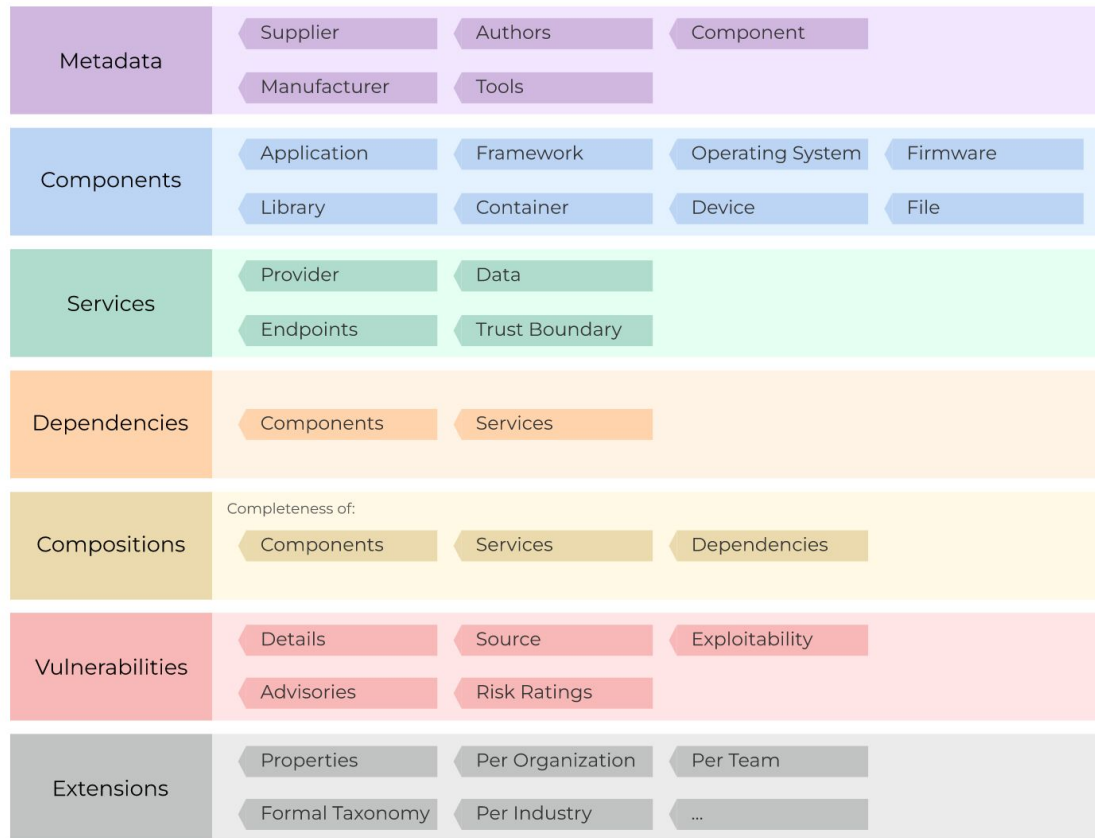 Metadata
Supplier Authors Component
Manufacturer Tools
Components
Application Framework Operating System Firmware
Library Container Device File
Services
Provider Data
Endpoints Trust Boundary
Dependencies
Components Services
Compositions
Completeness of:
Components Services Dependencies
Vulnerabilities
Details Source Exploitability
Advisories Risk Ratings
Extensions
Properties Per Organization Per Team
Formal Taxonomy Per Industry ...